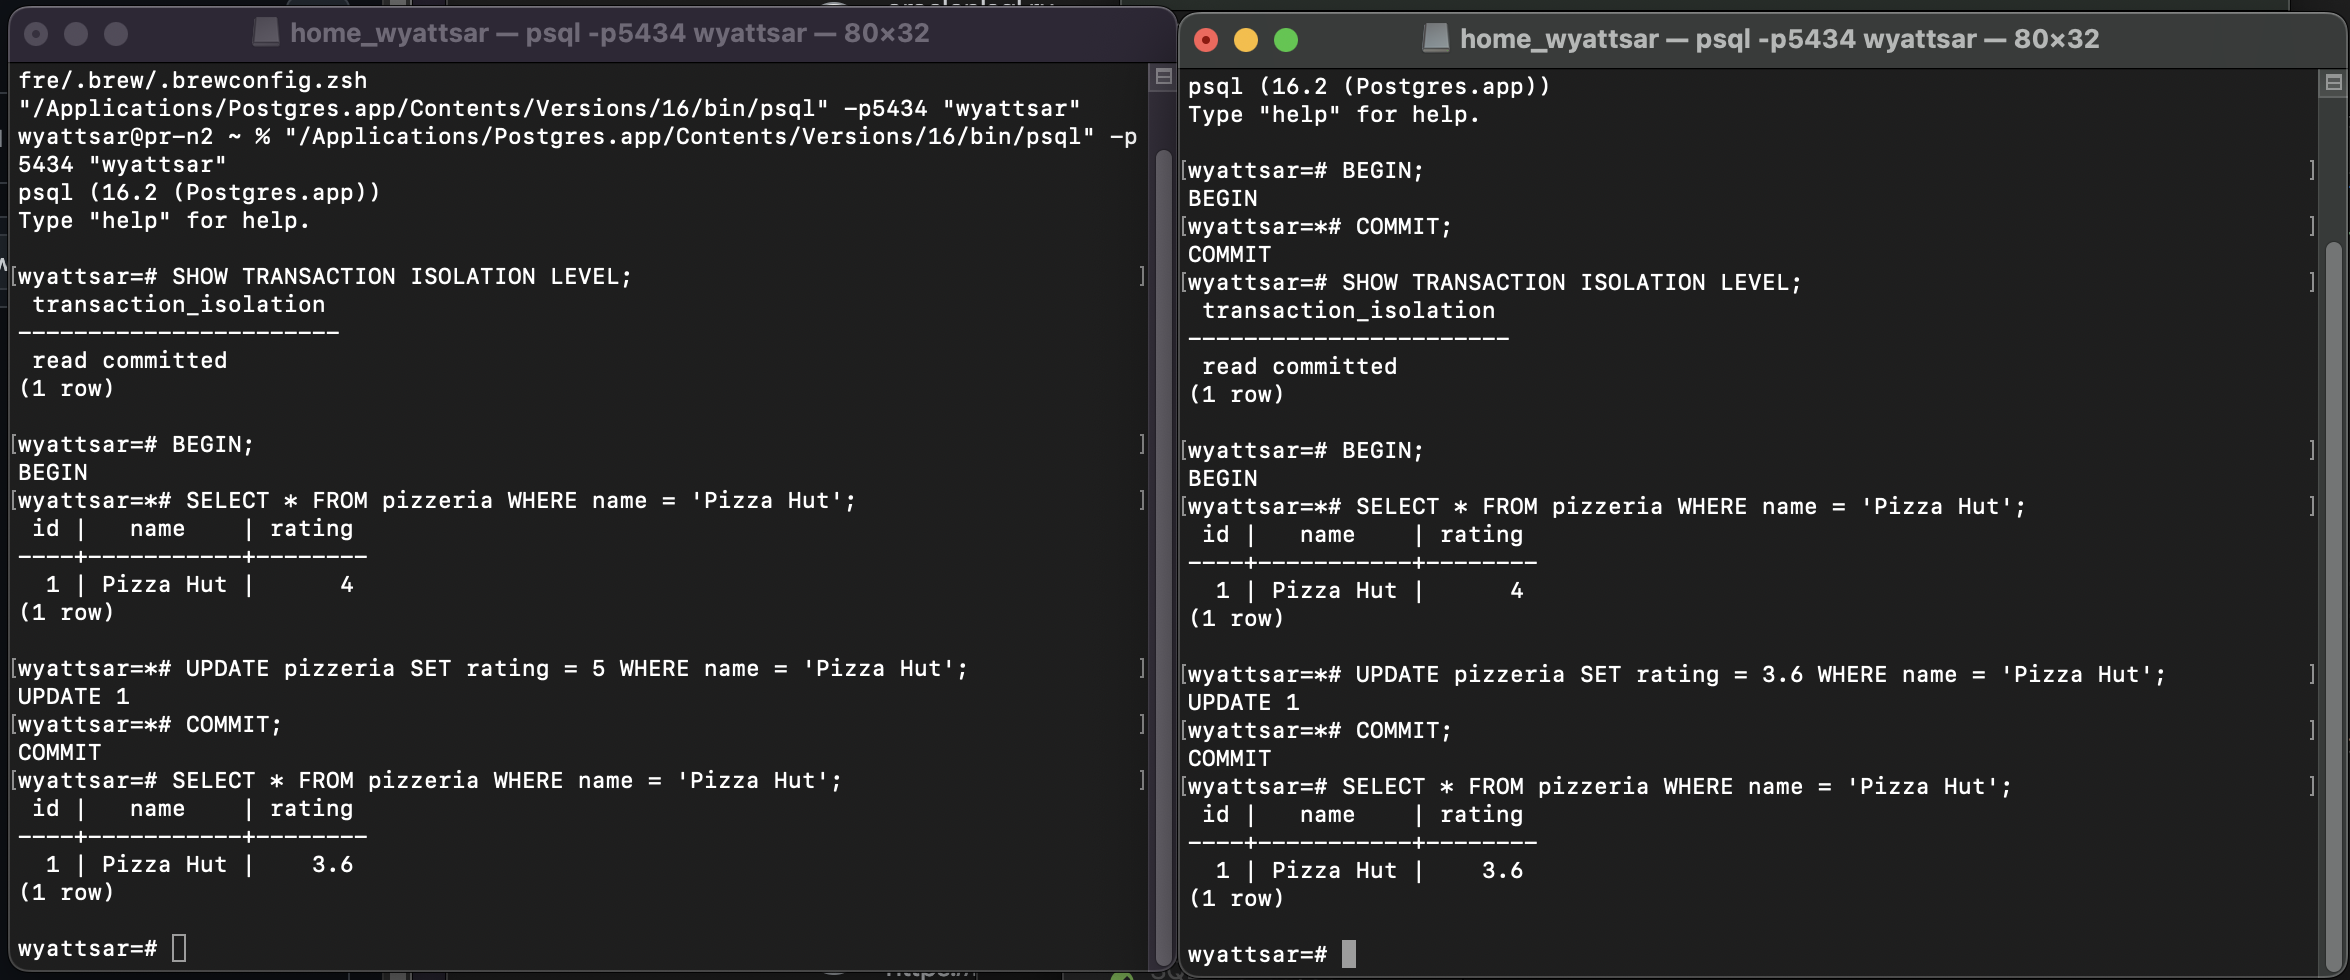 home_wyattsar — psql -p5434 wyattsar — 80×32
fre/.brew/.brewconfig.zsh
"/Applications/Postgres.app/Contents/Versions/16/bin/psql" -p5434 "wyattsar"
wyattsar@pr-n2 ~ % "/Applications/Postgres.app/Contents/Versions/16/bin/psql" -p
5434 "wyattsar"
psql (16.2 (Postgres.app))
Type "help" for help.
[wyattsar=# SHOW TRANSACTION ISOLATION LEVEL; ]
transaction_isolation
-----------------------
read committed
(1 row)
[wyattsar=# BEGIN; ]
BEGIN
[wyattsar=*# SELECT * FROM pizzeria WHERE name = 'Pizza Hut'; ]
id |   name    | rating
----+-----------+--------
1 | Pizza Hut |      4
(1 row)
[wyattsar=*# UPDATE pizzeria SET rating = 5 WHERE name = 'Pizza Hut'; ]
UPDATE 1
[wyattsar=*# COMMIT; ]
COMMIT
[wyattsar=# SELECT * FROM pizzeria WHERE name = 'Pizza Hut'; ]
id |   name    | rating
----+-----------+--------
1 | Pizza Hut |    3.6
(1 row)
wyattsar=#
home_wyattsar — psql -p5434 wyattsar — 80×32
psql (16.2 (Postgres.app))
Type "help" for help.
[wyattsar=# BEGIN; ]
BEGIN
[wyattsar=*# COMMIT; ]
COMMIT
[wyattsar=# SHOW TRANSACTION ISOLATION LEVEL; ]
transaction_isolation
-----------------------
read committed
(1 row)
[wyattsar=# BEGIN; ]
BEGIN
[wyattsar=*# SELECT * FROM pizzeria WHERE name = 'Pizza Hut'; ]
id |   name    | rating
----+-----------+--------
1 | Pizza Hut |      4
(1 row)
[wyattsar=*# UPDATE pizzeria SET rating = 3.6 WHERE name = 'Pizza Hut'; ]
UPDATE 1
[wyattsar=*# COMMIT; ]
COMMIT
[wyattsar=# SELECT * FROM pizzeria WHERE name = 'Pizza Hut'; ]
id |   name    | rating
----+-----------+--------
1 | Pizza Hut |    3.6
(1 row)
wyattsar=#